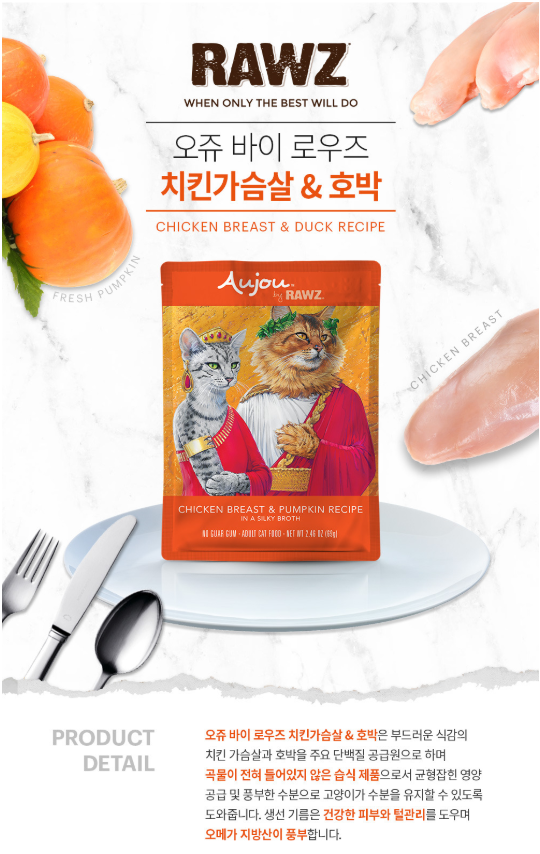 RAWZ
WHEN ONLY THE BEST WILL DO
오쥬 바이 로우즈
치킨가슴살 & 호박
CHICKEN BREAST & DUCK RECIPE
FRESH PUMPKIN
Aujou
by RAWZ
CHICKEN BREAST
CHICKEN BREAST & PUMPKIN RECIPE
IN A SILKY BROTH
NO GUAR GUM - ADULT CAT FOOD - NET WT 2.46 OZ (69g)
PRODUCT
DETAIL
오쥬 바이 로우즈 치킨가슴살 & 호박은 부드러운 식감의
치킨 가슴살과 호박을 주요 단백질 공급원으로 하며
곡물이 전혀 들어있지 않은 습식 제품으로서 균형잡힌 영양
공급 및 풍부한 수분으로 고양이가 수분을 유지할 수 있도록
도와줍니다. 생선 기름은 건강한 피부와 털관리를 도우며
오메가 지방산이 풍부합니다.